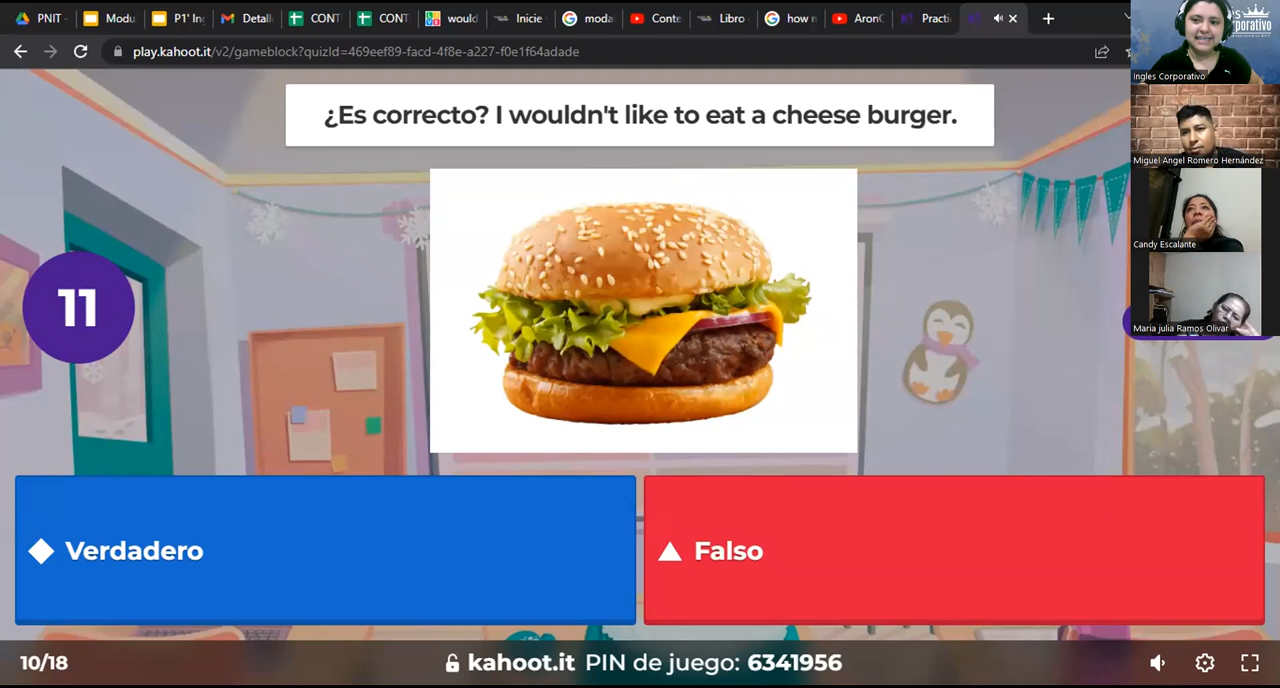 PNIT -
Modu
P1' In
Gmail Detall
CONT
CONT
would
Inicie
moda
Conte
Libro
how n
AronC
Practi
play.kahoot.it/v2/gameblock?quizId=469eef89-facd-4f8e-a227-f0e1f64adade
Ingles Corporativo
¿Es correcto? I wouldn't like to eat a cheese burger.
Miguel Angel Romero Hernández
Candy Escalante
11
Maria julia Ramos Olivar
Verdadero
Falso
10/18
kahoot.it PIN de juego: 6341956